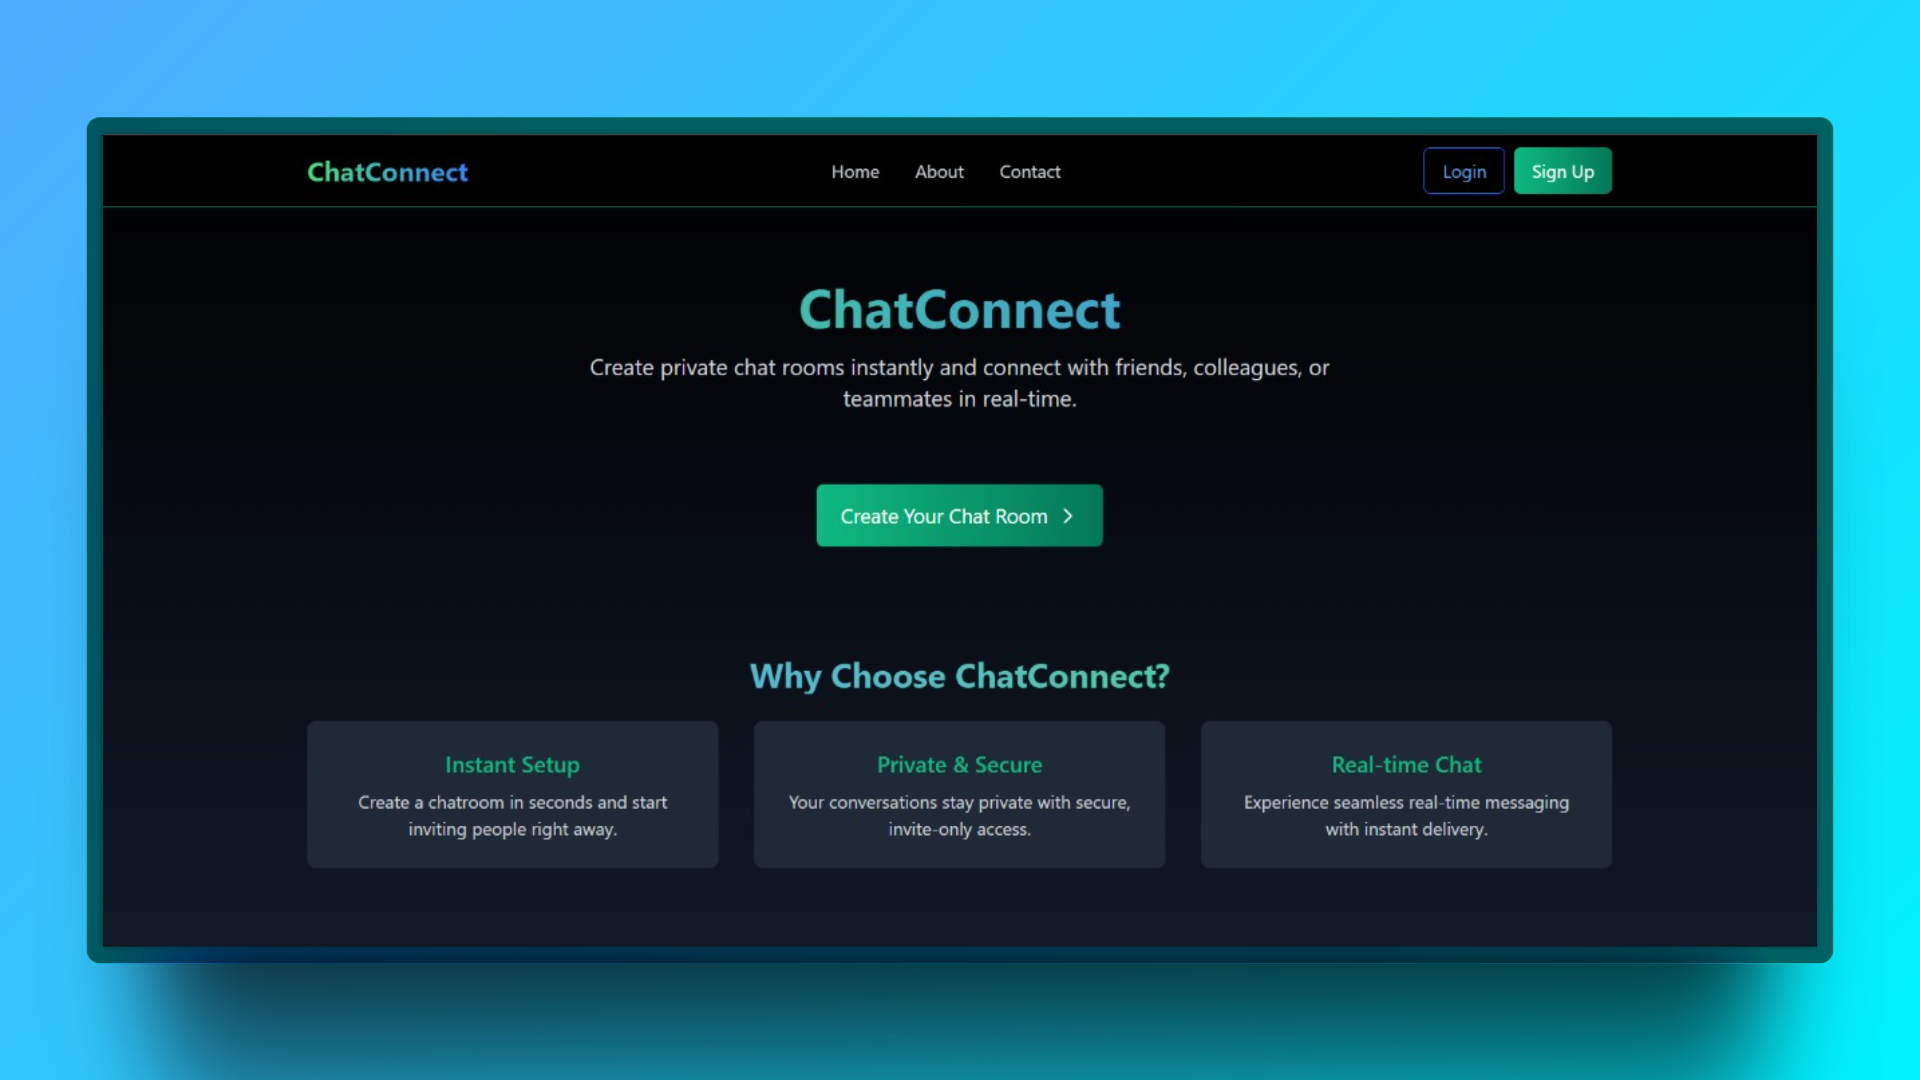 ChatConnect
Home
About
Contact
Login
Sign Up
ChatConnect
Create private chat rooms instantly and connect with friends, colleagues, or
teammates in real-time.
Create Your Chat Room
Why Choose ChatConnect?
Instant Setup
Create a chatroom in seconds and start
inviting people right away.
Private & Secure
Your conversations stay private with secure,
invite-only access.
Real-time Chat
Experience seamless real-time messaging
with instant delivery.